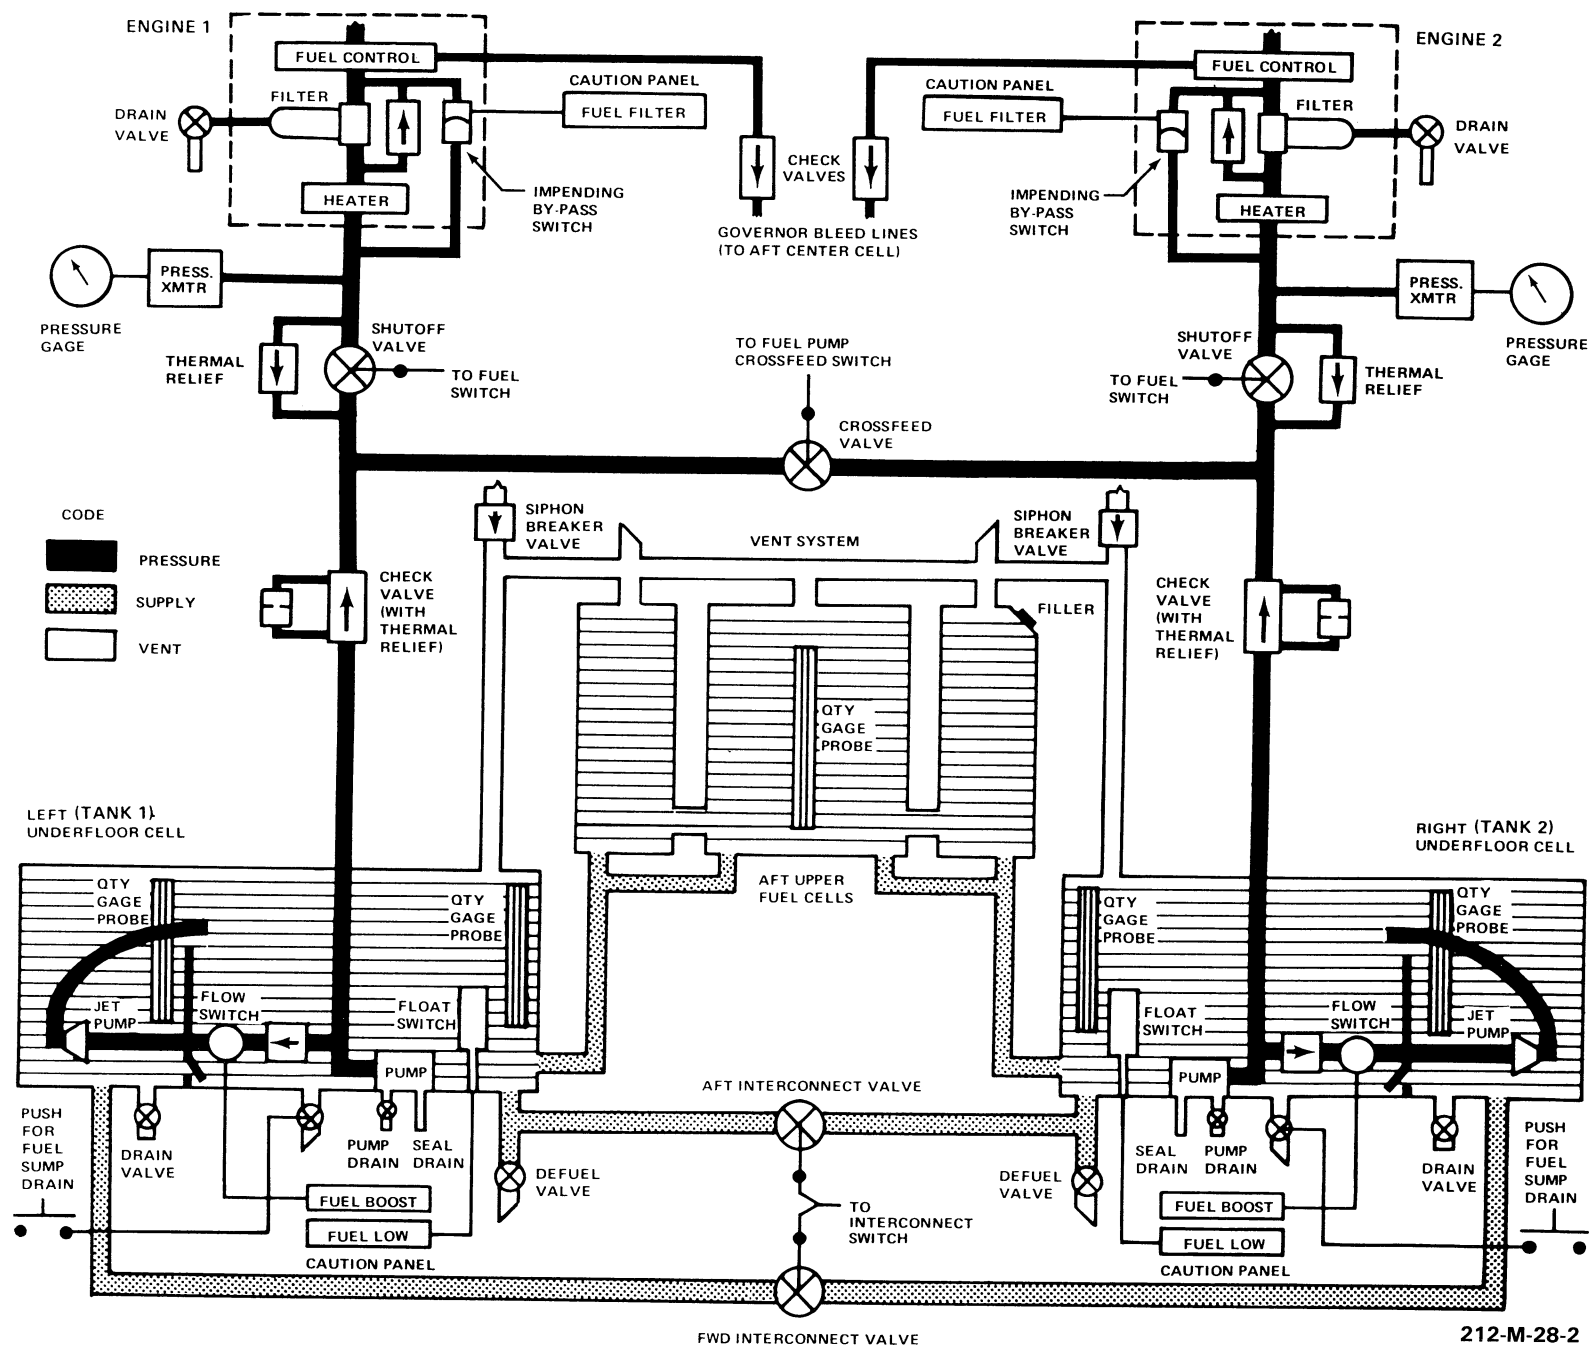 ENGINE 1
FUEL CONTROL
FILTER
DRAIN
VALVE
HEATER
CAUTION PANEL
FUEL FILTER
IMPENDING
BY-PASS
SWITCH
CHECK
VALVES
GOVERNOR BLEED LINES
(TO AFT CENTER CELL)
ENGINE 2
FUEL CONTROL
CAUTION PANEL
FUEL FILTER
FILTER
DRAIN
VALVE
IMPENDING
BY-PASS
SWITCH
HEATER
PRESS.
XMTR
PRESSURE
GAGE
THERMAL
RELIEF
SHUTOFF
VALVE
TO FUEL
SWITCH
TO FUEL PUMP
CROSSFEED SWITCH
CROSSFEED
VALVE
SHUTOFF
VALVE
TO FUEL
SWITCH
THERMAL
RELIEF
PRESS.
XMTR
PRESSURE
GAGE
CODE
PRESSURE
SUPPLY
VENT
CHECK
VALVE
(WITH
THERMAL
RELIEF)
SIPHON
BREAKER
VALVE
VENT SYSTEM
SIPHON
BREAKER
VALVE
FILLER
CHECK
VALVE
(WITH
THERMAL
RELIEF)
QTY
GAGE
PROBE
AFT UPPER
FUEL CELLS
LEFT (TANK 1)
UNDERFLOOR CELL
QTY
GAGE
PROBE
QTY
GAGE
PROBE
JET
PUMP
FLOW
SWITCH
FLOAT
SWITCH
PUMP
RIGHT (TANK 2)
UNDERFLOOR CELL
QTY
GAGE
PROBE
QTY
GAGE
PROBE
FLOAT
SWITCH
FLOW
SWITCH
JET
PUMP
PUMP
PUSH
FOR
FUEL
SUMP
DRAIN
DRAIN
VALVE
PUMP
DRAIN
SEAL
DRAIN
DEFUEL
VALVE
FUEL BOOST
FUEL LOW
CAUTION PANEL
AFT INTERCONNECT VALVE
TO
INTERCONNECT
SWITCH
FWD INTERCONNECT VALVE
DEFUEL
VALVE
SEAL
DRAIN
PUMP
DRAIN
DRAIN
VALVE
PUSH
FOR
FUEL
SUMP
DRAIN
FUEL BOOST
FUEL LOW
CAUTION PANEL
212-M-28-2